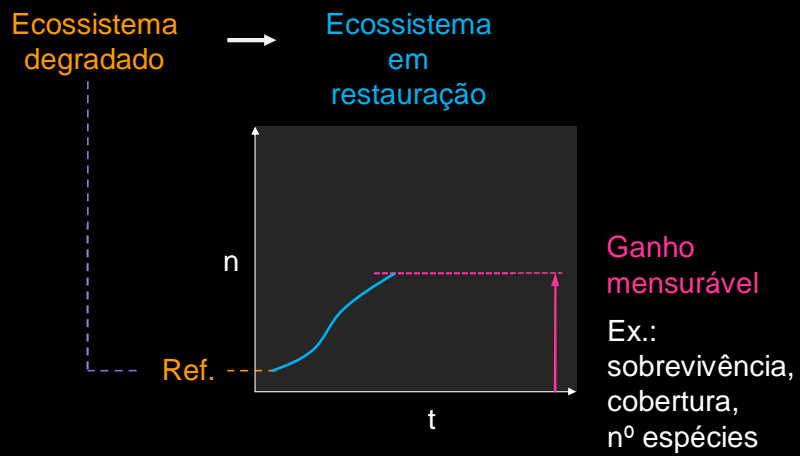 Ecossistema
degradado
Ecossistema
em
restauração
n
Ref.
t
Ganho
mensurável
Ex.:
sobrevivência,
cobertura,
nº espécies